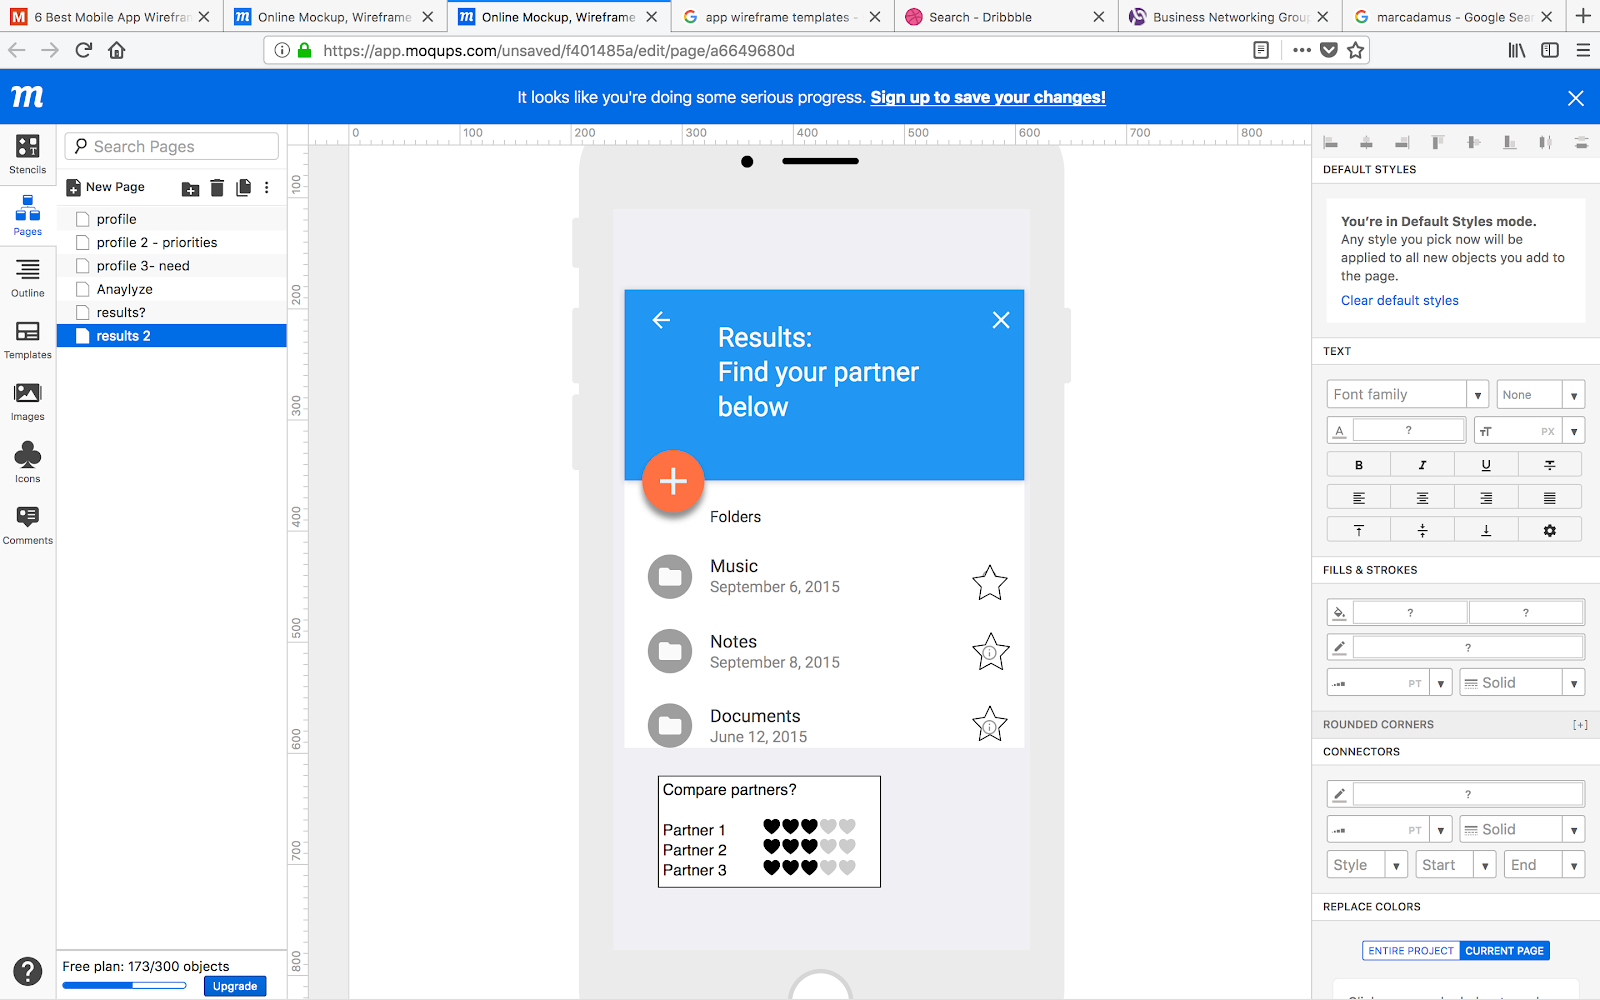 6 Best Mobile App Wirefran
Online Mockup, Wireframe
Online Mockup, Wireframe
app wireframe templates -
Search - Dribbble
Business Networking Grou
marcadamus - Google Sear
https://app.moqups.com/unsaved/f401485a/edit/page/a6649680d
m
It looks like you're doing some serious progress. Sign up to save your changes!
Stencils
Pages
Outline
Templates
Images
Icons
Comments
Search Pages
New Page
profile
profile 2 - priorities
profile 3- need
Anaylyze
results?
results 2
Free plan: 173/300 objects
Upgrade
0 100 200 300 400 500 600 700 800
100
200
300
400
500
600
700
800
Results:
Find your partner
below
Folders
Music
September 6, 2015
Notes
September 8, 2015
Documents
June 12, 2015
Compare partners?
Partner 1
Partner 2
Partner 3
DEFAULT STYLES
You're in Default Styles mode.
Any style you pick now will be
applied to all new objects you add to
the page.
Clear default styles
TEXT
Font family
None
A ?
TT PX
B I U T
FILLS & STROKES
? ?
?
PT Solid
ROUNDED CORNERS [+]
CONNECTORS
?
PT Solid
Style Start End
REPLACE COLORS
ENTIRE PROJECT CURRENT PAGE